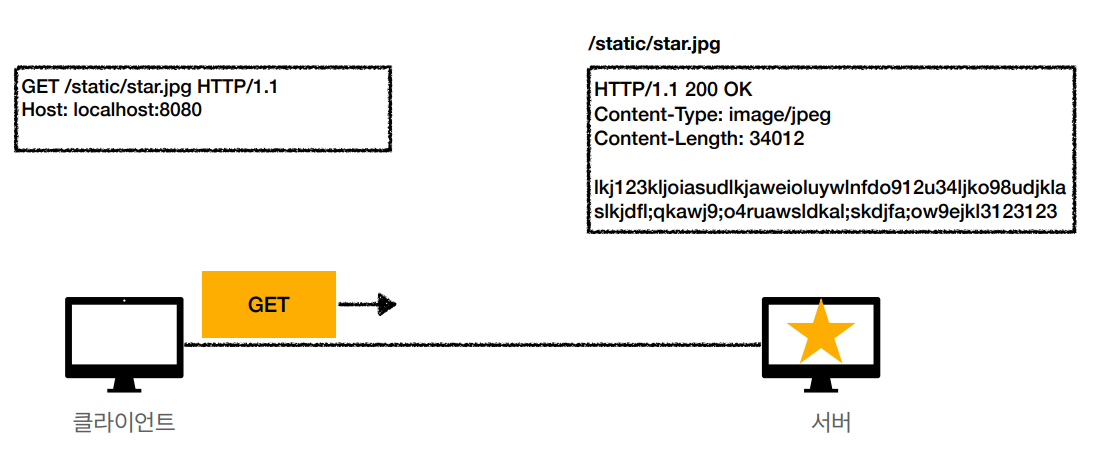 /static/star.jpg
GET /static/star.jpg HTTP/1.1
Host: localhost:8080
HTTP/1.1 200 OK
Content-Type: image/jpeg
Content-Length: 34012
lkj123kljoiasudlkjaweioluywlnfdo912u34ljko98udjkla
slkjdfl;qkawj9;o4ruawsldkal;skdjfa;ow9ejkl3123123
GET
클라이언트
서버